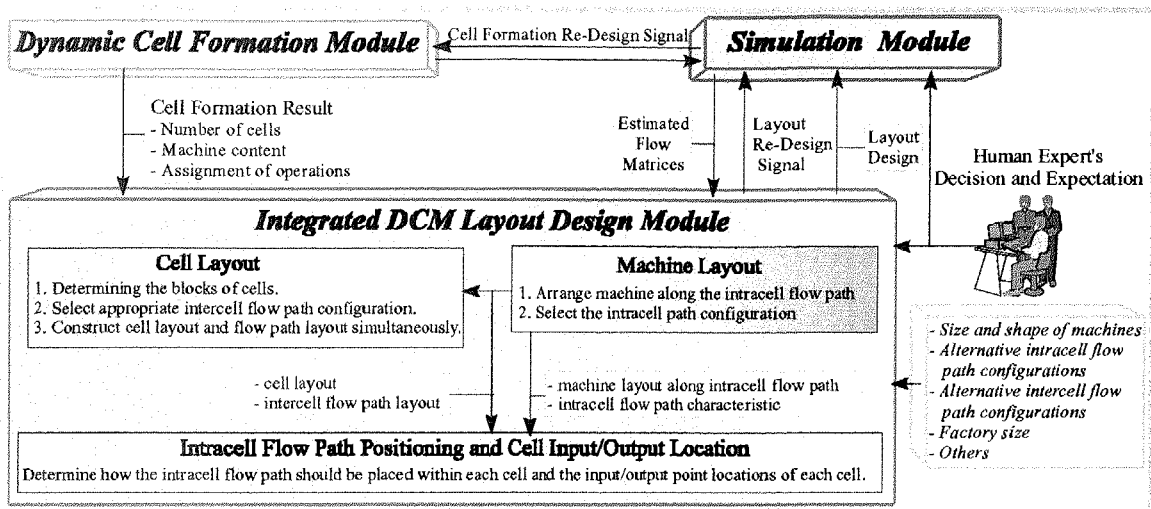 Dynamic Cell Formation Module
Cell Formation Re-Design Signal
Simulation Module
Cell Formation Result
- Number of cells
- Machine content
- Assignment of operations
Estimated
Flow
Matrices
Layout
Re-Design
Signal
Layout
Design
Human Expert's
Decision and Expectation
Integrated DCM Layout Design Module
Cell Layout
1. Determining the blocks of cells.
2. Select appropriate intercell flow path configuration.
3. Construct cell layout and flow path layout simultaneously.
Machine Layout
1. Arrange machine along the intracell flow path
2. Select the intracell path configuration
- cell layout
- intercell flow path layout
- machine layout along intracell flow path
- intracell flow path characteristic
- Size and shape of machines
- Alternative intracell flow
path configurations
- Alternative intercell flow
path configurations
- Factory size
- Others
Intracell Flow Path Positioning and Cell Input/Output Location
Determine how the intracell flow path should be placed within each cell and the input/output point locations of each cell.